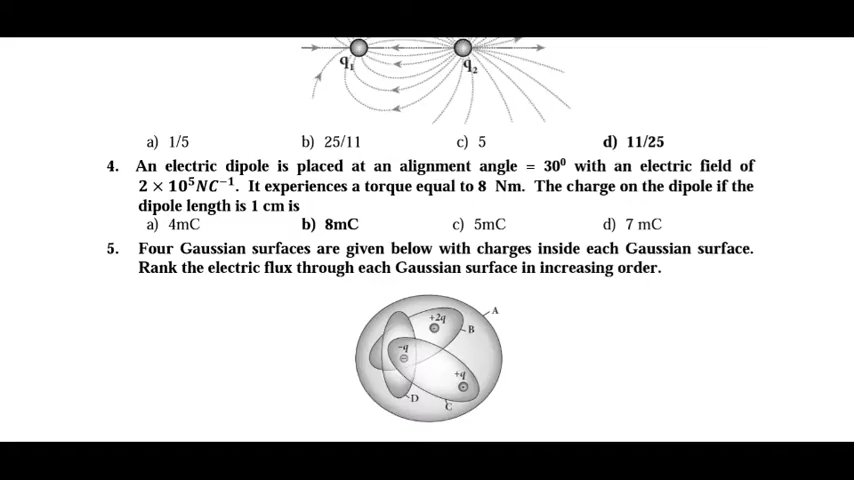 q₁ q₂
a) 1/5 b) 25/11 c) 5 d) 11/25
4. An electric dipole is placed at an alignment angle = 30⁰ with an electric field of
2 × 10⁵NC⁻¹. It experiences a torque equal to 8 Nm. The charge on the dipole if the
dipole length is 1 cm is
a) 4mC b) 8mC c) 5mC d) 7 mC
5. Four Gaussian surfaces are given below with charges inside each Gaussian surface.
Rank the electric flux through each Gaussian surface in increasing order.
A
+2q
B
−q
+q
D
C